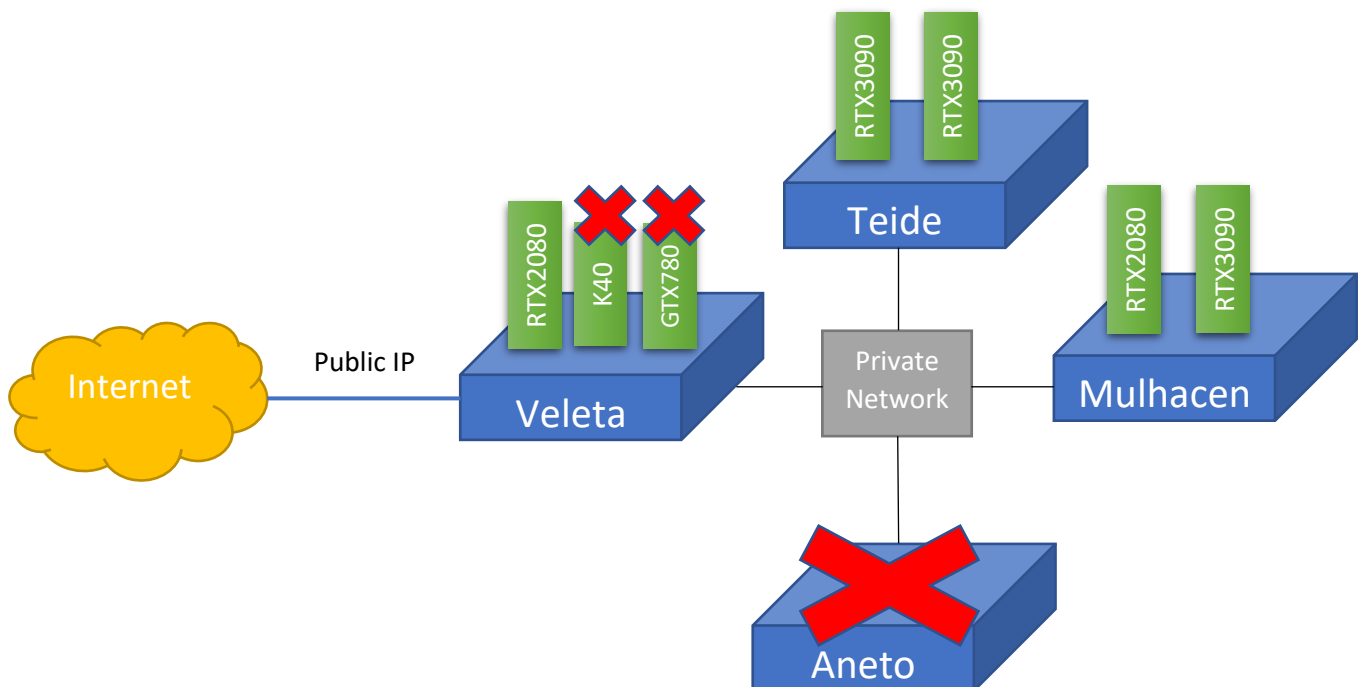 RTX3090
RTX3090
Teide
RTX2080
K40
GTX780
RTX2080
RTX3090
Internet
Public IP
Veleta
Private
Network
Mulhacen
Aneto